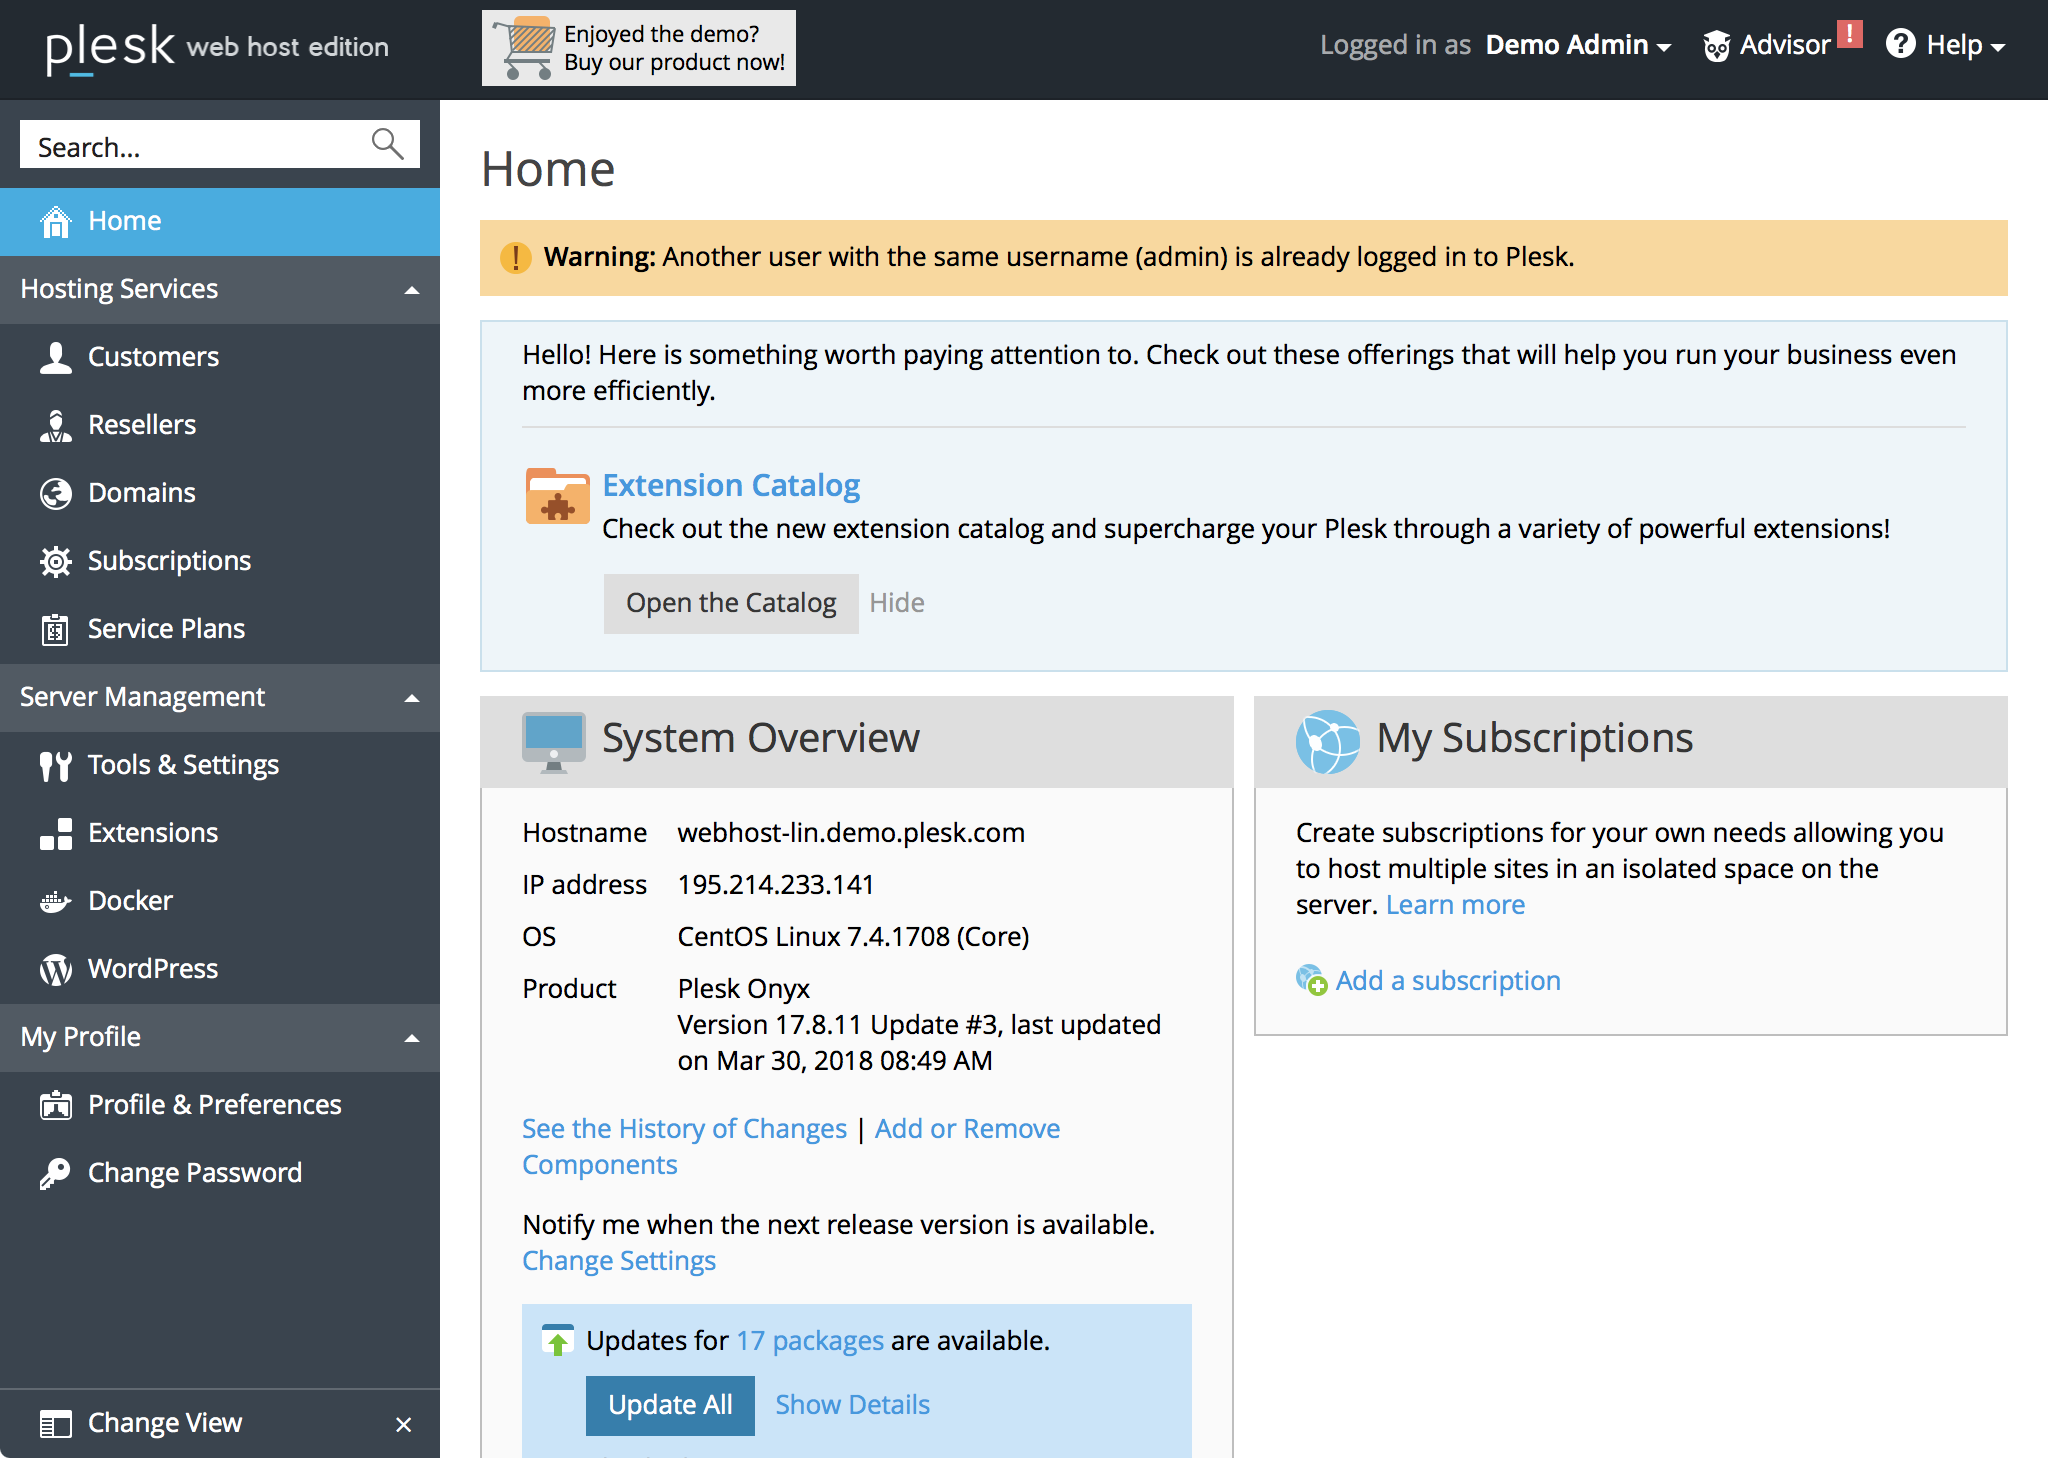 plesk web host edition
Enjoyed the demo?
Buy our product now!
Logged in as Demo Admin
Advisor !
Help
Search...
Home
Hosting Services
Customers
Resellers
Domains
Subscriptions
Service Plans
Server Management
Tools & Settings
Extensions
Docker
WordPress
My Profile
Profile & Preferences
Change Password
Change View
Home
Warning: Another user with the same username (admin) is already logged in to Plesk.
Hello! Here is something worth paying attention to. Check out these offerings that will help you run your business even
more efficiently.
Extension Catalog
Check out the new extension catalog and supercharge your Plesk through a variety of powerful extensions!
Open the Catalog Hide
System Overview
Hostname webhost-lin.demo.plesk.com
IP address 195.214.233.141
OS CentOS Linux 7.4.1708 (Core)
Product Plesk Onyx
Version 17.8.11 Update #3, last updated
on Mar 30, 2018 08:49 AM
See the History of Changes | Add or Remove
Components
Notify me when the next release version is available.
Change Settings
Updates for 17 packages are available.
Update All Show Details
My Subscriptions
Create subscriptions for your own needs allowing you
to host multiple sites in an isolated space on the
server. Learn more
Add a subscription